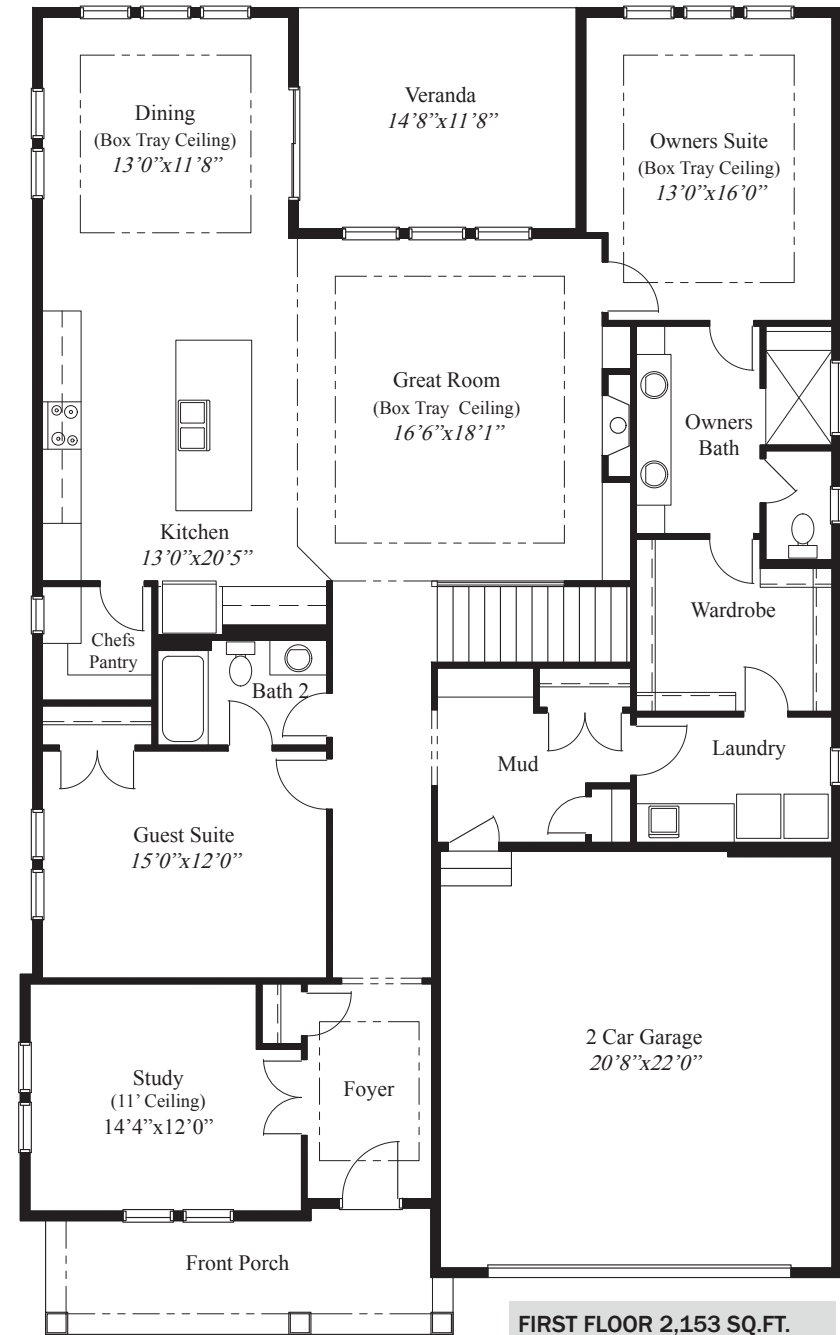 Dining
(Box Tray Ceiling)
13’0”x11’8”
Veranda
14’8”x11’8”
Owners Suite
(Box Tray Ceiling)
13’0”x16’0”
Great Room
(Box Tray Ceiling)
16’6”x18’1”
Owners
Bath
Kitchen
13’0”x20’5”
Chefs
Pantry
Wardrobe
Bath 2
Mud
Laundry
Guest Suite
15’0”x12’0”
2 Car Garage
20’8”x22’0”
Study
(11’ Ceiling)
14’4”x12’0”
Foyer
Front Porch
FIRST FLOOR 2,153 SQ.FT.